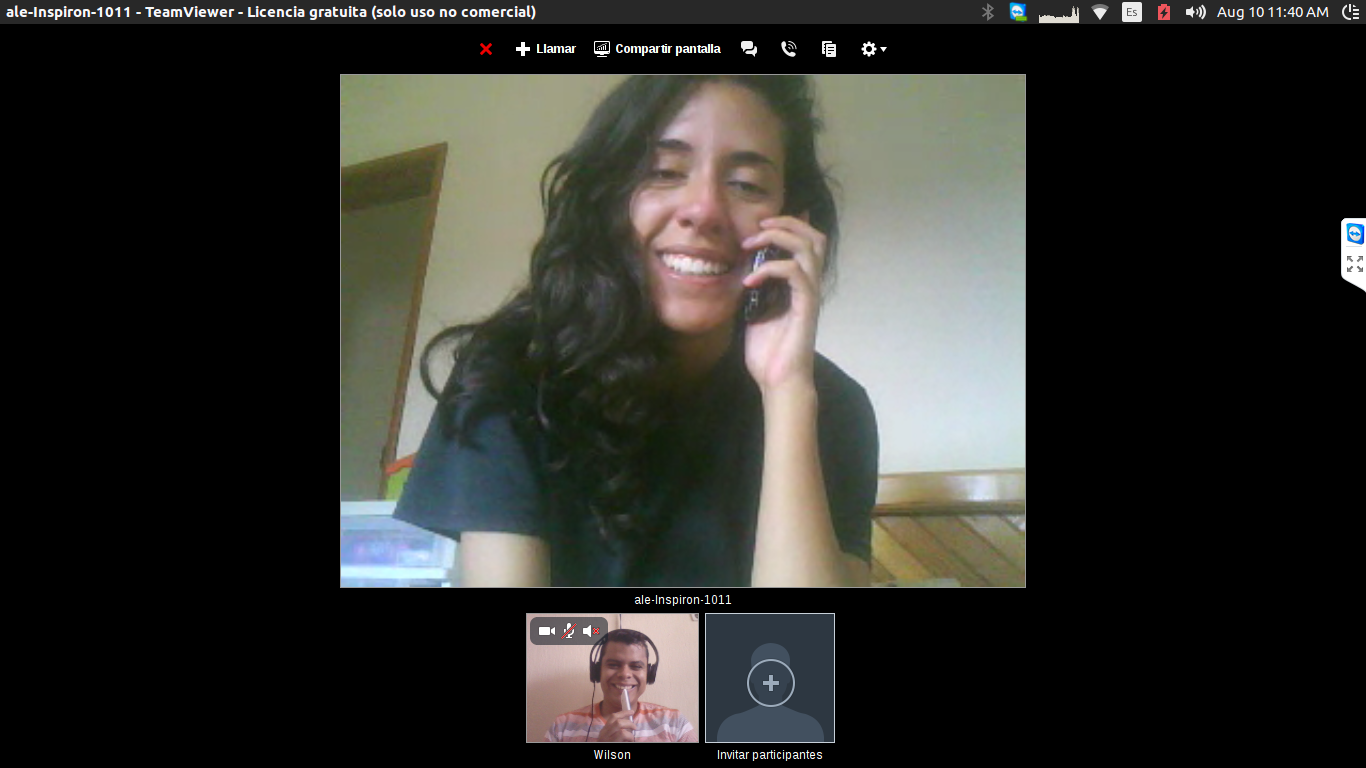 ale-Inspiron-1011 - TeamViewer - Licencia gratuita (solo uso no comercial)
Es
Aug 10 11:40 AM
Llamar
Compartir pantalla
ale-Inspiron-1011
Wilson
Invitar participantes